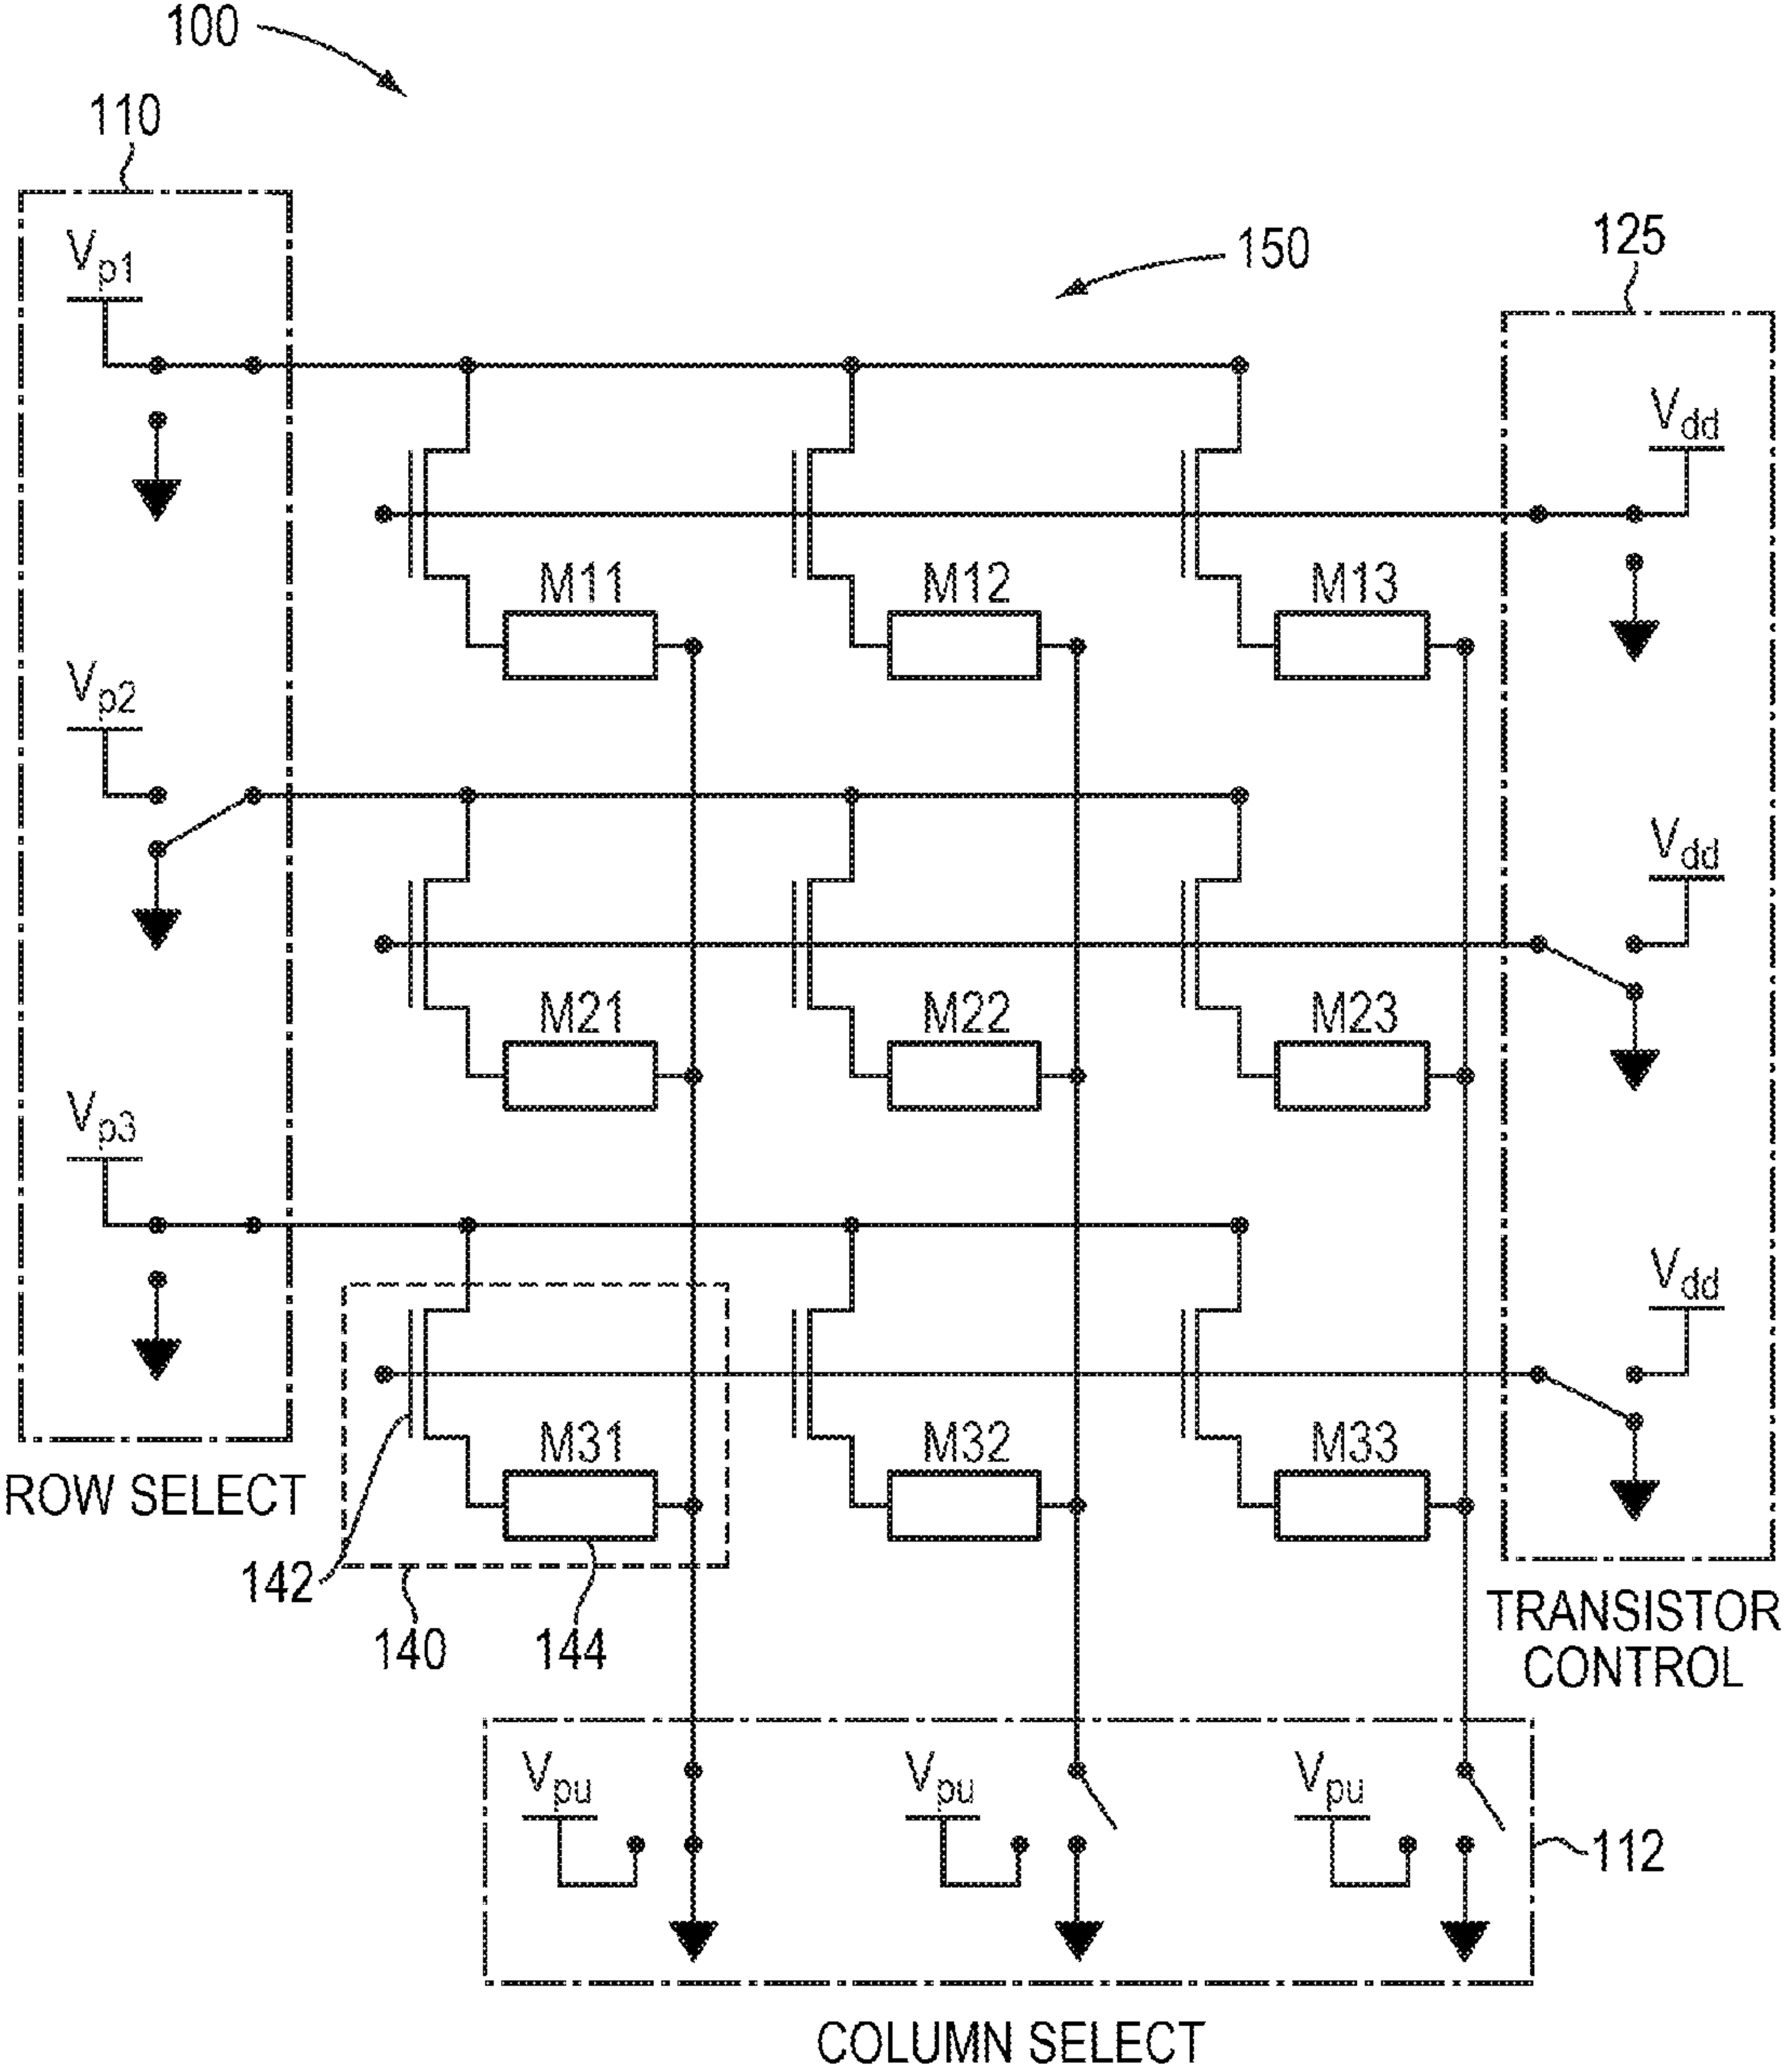 100
110
150
125
Vp1
Vdd
M11 M12 M13
Vp2
Vdd
M21 M22 M23
Vp3
Vdd
M31 M32 M33
ROW SELECT
142
140
144
TRANSISTOR
CONTROL
Vpu Vpu Vpu
112
COLUMN SELECT